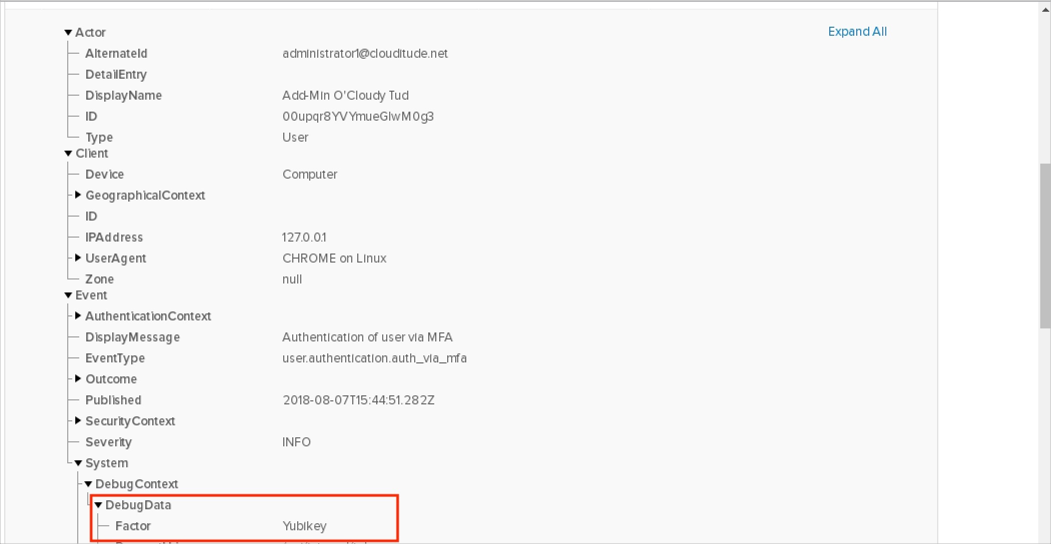 Actor
Expand All
AlternateId administrator1@clouditude.net
DetailEntry
DisplayName Add-Min O'Cloudy Tud
ID 00upqr8YVYmueGIwM0g3
Type User
Client
Device Computer
GeographicalContext
ID
IPAddress 127.0.0.1
UserAgent CHROME on Linux
Zone null
Event
AuthenticationContext
DisplayMessage Authentication of user via MFA
EventType user.authentication.auth_via_mfa
Outcome
Published 2018-08-07T15:44:51.282Z
SecurityContext
Severity INFO
System
DebugContext
DebugData
Factor Yubikey